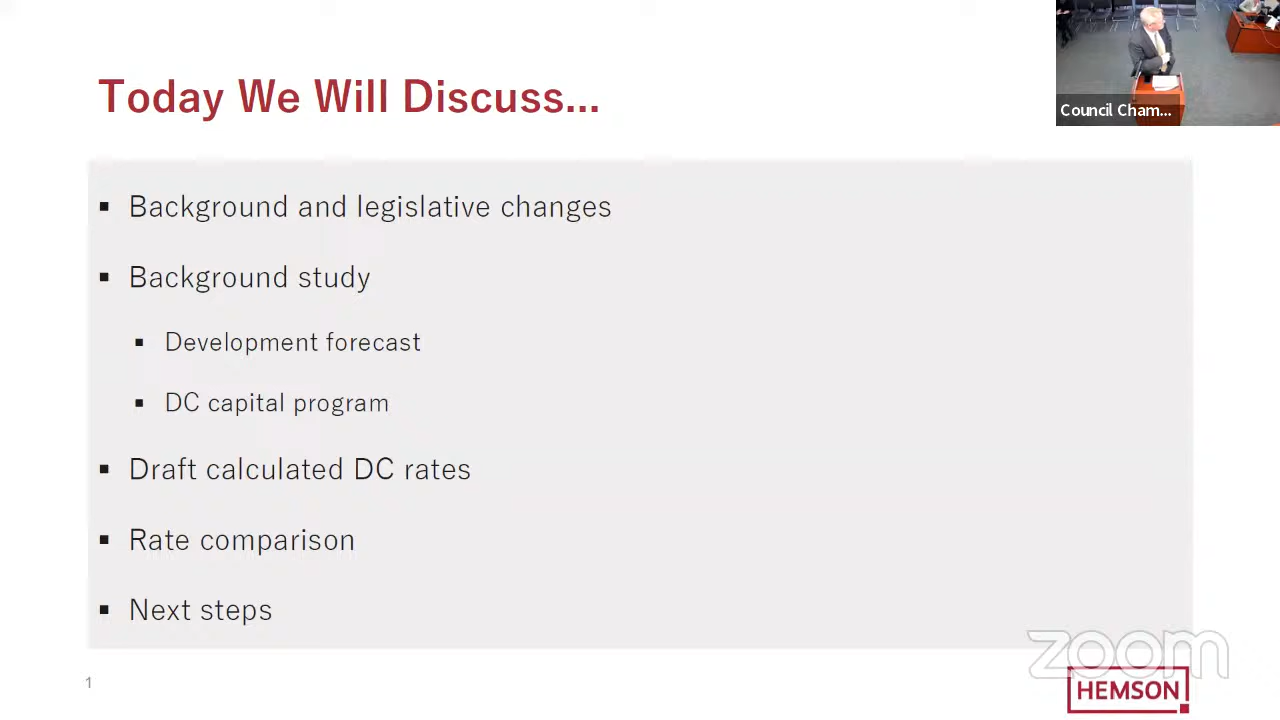 Today We Will Discuss...
Council Cham...
▪ Background and legislative changes
▪ Background study
▪ Development forecast
▪ DC capital program
▪ Draft calculated DC rates
▪ Rate comparison
▪ Next steps
zoom
1
HEMSON